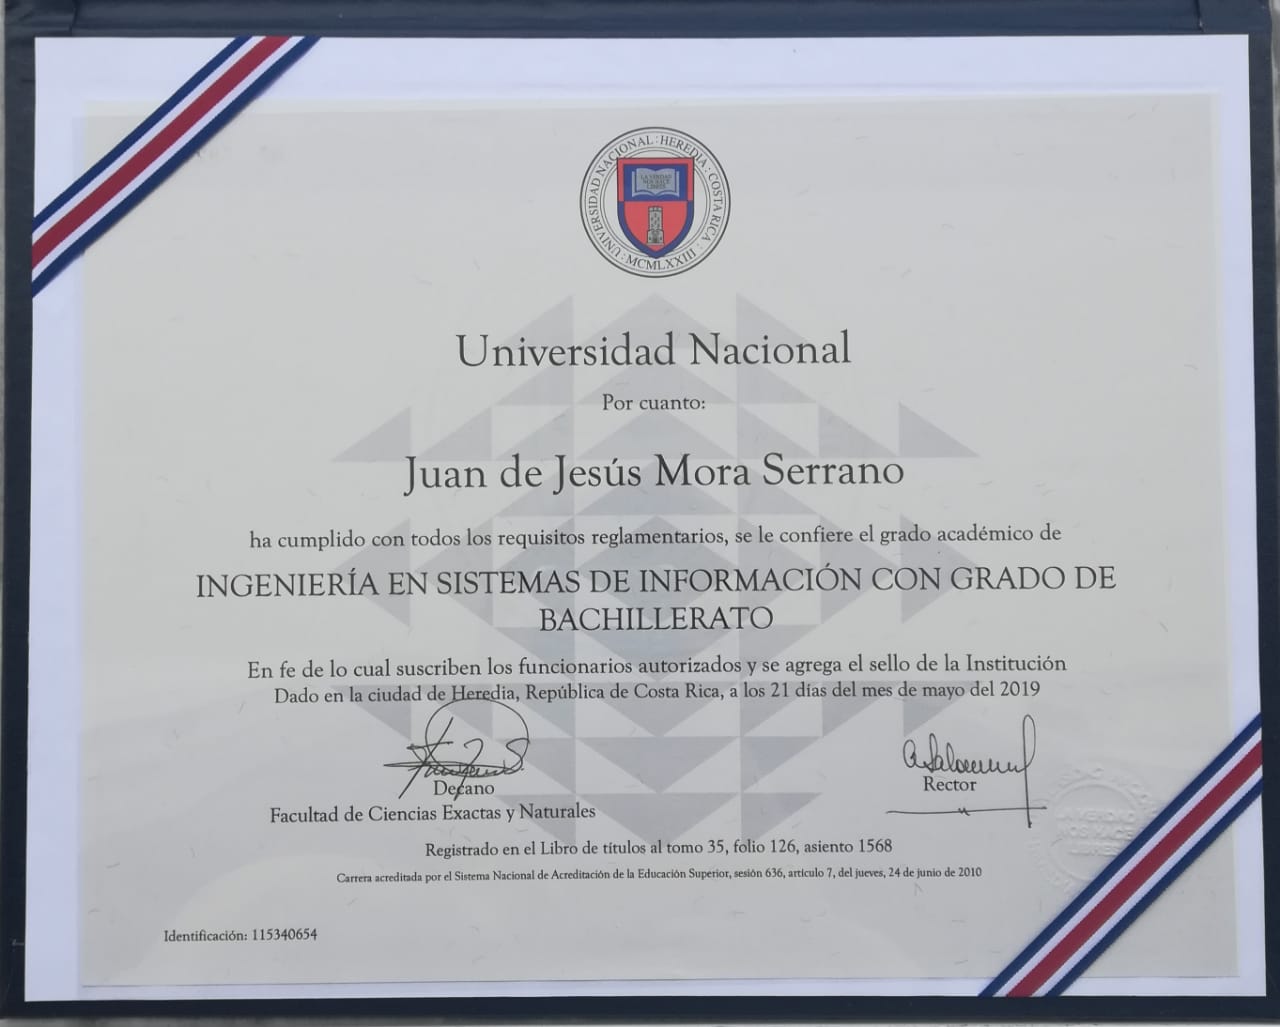 UNIVERSIDAD NACIONAL · HEREDIA · COSTA RICA · MCMLXXIII
LA VERDAD
NOS HACE
LIBRES
Universidad Nacional
Por cuanto:
Juan de Jesús Mora Serrano
ha cumplido con todos los requisitos reglamentarios, se le confiere el grado académico de
INGENIERÍA EN SISTEMAS DE INFORMACIÓN CON GRADO DE
BACHILLERATO
En fe de lo cual suscriben los funcionarios autorizados y se agrega el sello de la Institución
Dado en la ciudad de Heredia, República de Costa Rica, a los 21 días del mes de mayo del 2019
Decano
Rector
Facultad de Ciencias Exactas y Naturales
Registrado en el Libro de títulos al tomo 35, folio 126, asiento 1568
Carrera acreditada por el Sistema Nacional de Acreditación de la Educación Superior, sesión 636, artículo 7, del jueves, 24 de junio de 2010
Identificación: 115340654